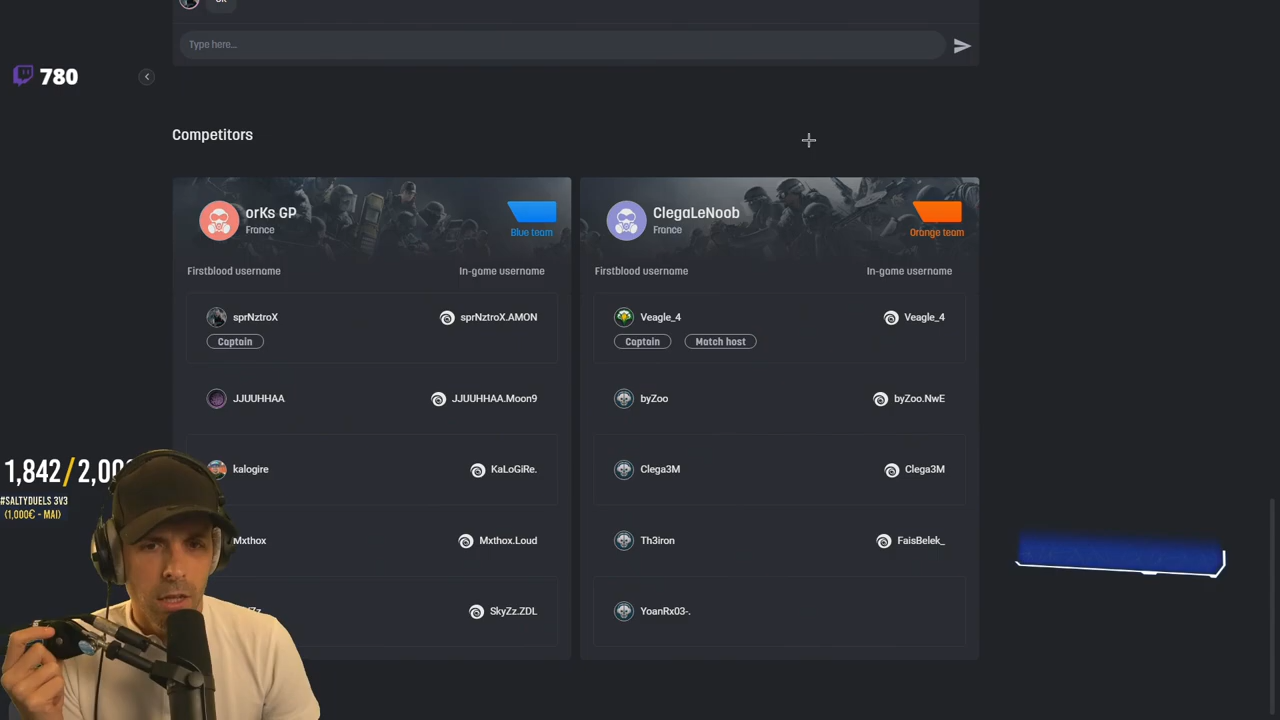 Type here...
780
Competitors
orKs GP
France
Blue team
ClegaLeNoob
France
Orange team
Firstblood username
In-game username
Firstblood username
In-game username
sprNztroX
sprNztroX.AMON
Captain
Veagle_4
Veagle_4
Captain
Match host
JJUUHHAA
JJUUHHAA.Moon9
byZoo
byZoo.NwE
kalogire
KaLoGiRe.
Clega3M
Clega3M
1,842/2,00
#SALTYDUELS 3V3
(1,000€ - MAI)
Mxthox
Mxthox.Loud
Th3iron
FaisBelek_
SkyZz.ZDL
YoanRx03-.